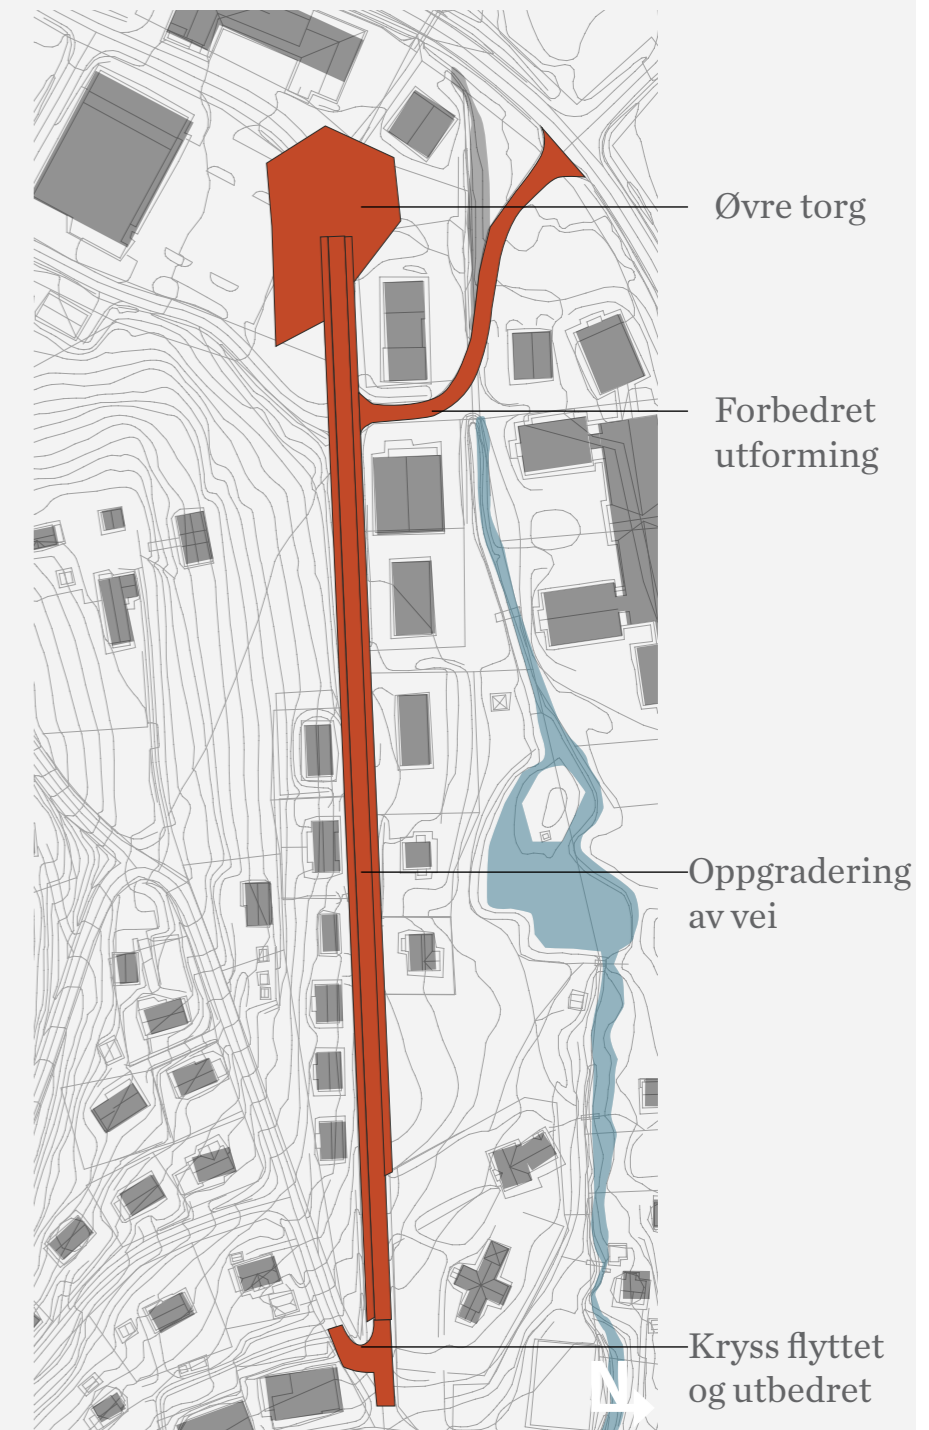 Øvre torg
Forbedret
utforming
Oppgradering
av vei
Kryss flyttet
og utbedret
N